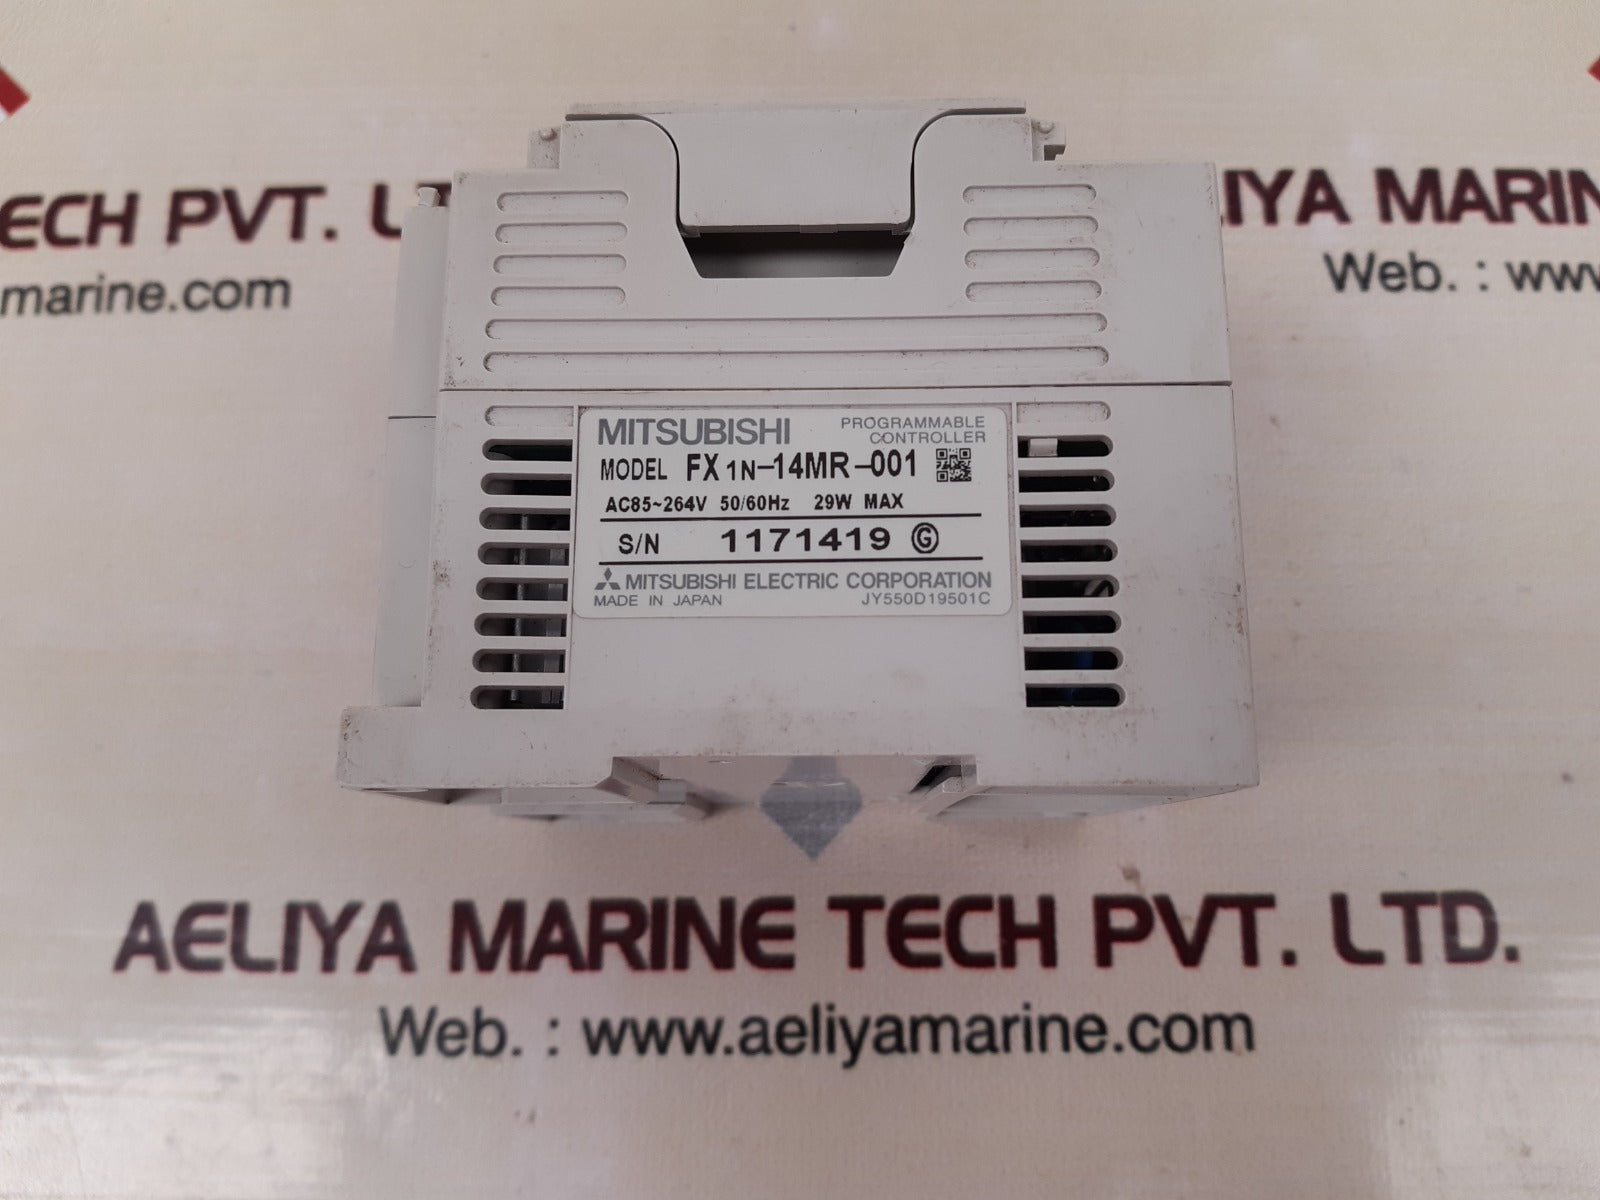 ECH PVT. L
IYA MARIN
marine.com
Web. : www
MITSUBISHI
PROGRAMMABLE
CONTROLLER
MODEL FX1N-14MR-001
AC85~264V 50/60Hz 29W MAX
S/N 1171419 G
MITSUBISHI ELECTRIC CORPORATION
MADE IN JAPAN JY550D19501C
AELIYA MARINE TECH PVT. LTD.
Web. : www.aeliyamarine.com